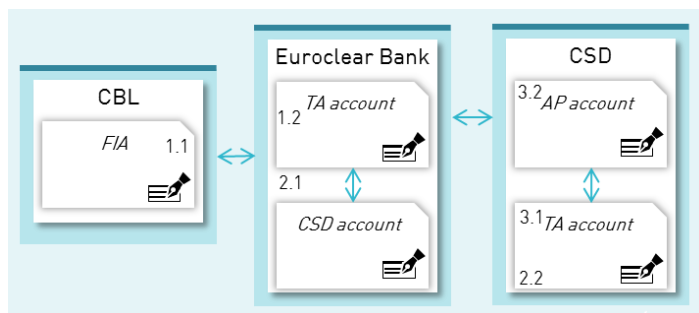 CBL
FIA 1.1
Euroclear Bank
TA account
1.2
2.1
CSD account
CSD
3.2 AP account
3.1 TA account
2.2